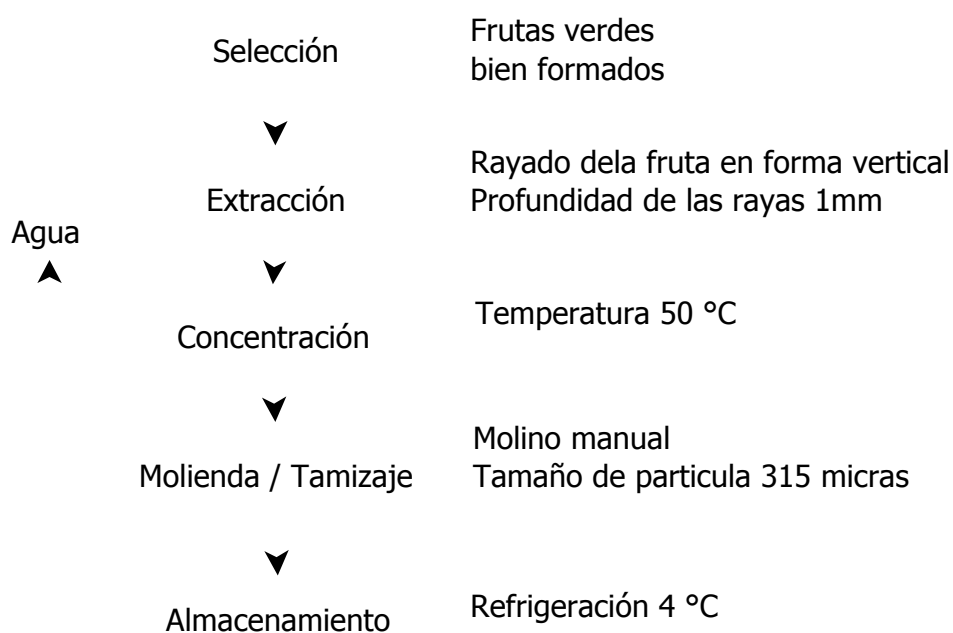 Selección
Frutas verdes
bien formados
Extracción
Rayado dela fruta en forma vertical
Profundidad de las rayas 1mm
Agua
Concentración
Temperatura 50 °C
Molienda / Tamizaje
Molino manual
Tamaño de particula 315 micras
Almacenamiento
Refrigeración 4 °C